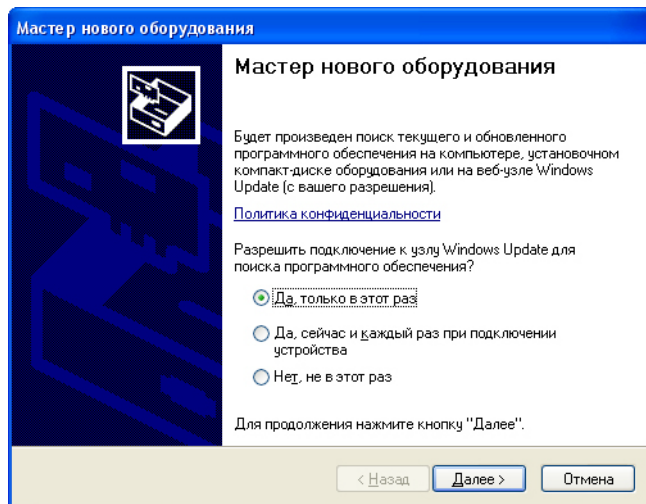 Мастер нового оборудования
Мастер нового оборудования
Будет произведен поиск текущего и обновленного
программного обеспечения на компьютере, установочном
компакт-диске оборудования или на веб-узле Windows
Update (с вашего разрешения).
Политика конфиденциальности
Разрешить подключение к узлу Windows Update для
поиска программного обеспечения?
Да, только в этот раз
Да, сейчас и каждый раз при подключении
устройства
Нет, не в этот раз
Для продолжения нажмите кнопку "Далее".
< Назад Далее > Отмена